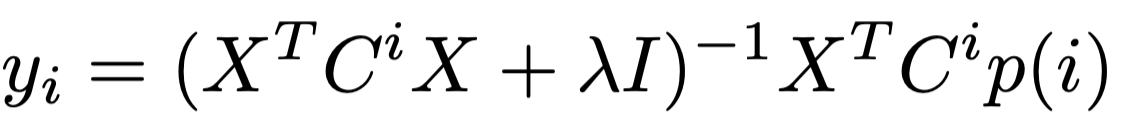 y_i = (X^T C^i X + λI)^{-1} X^T C^i p(i)